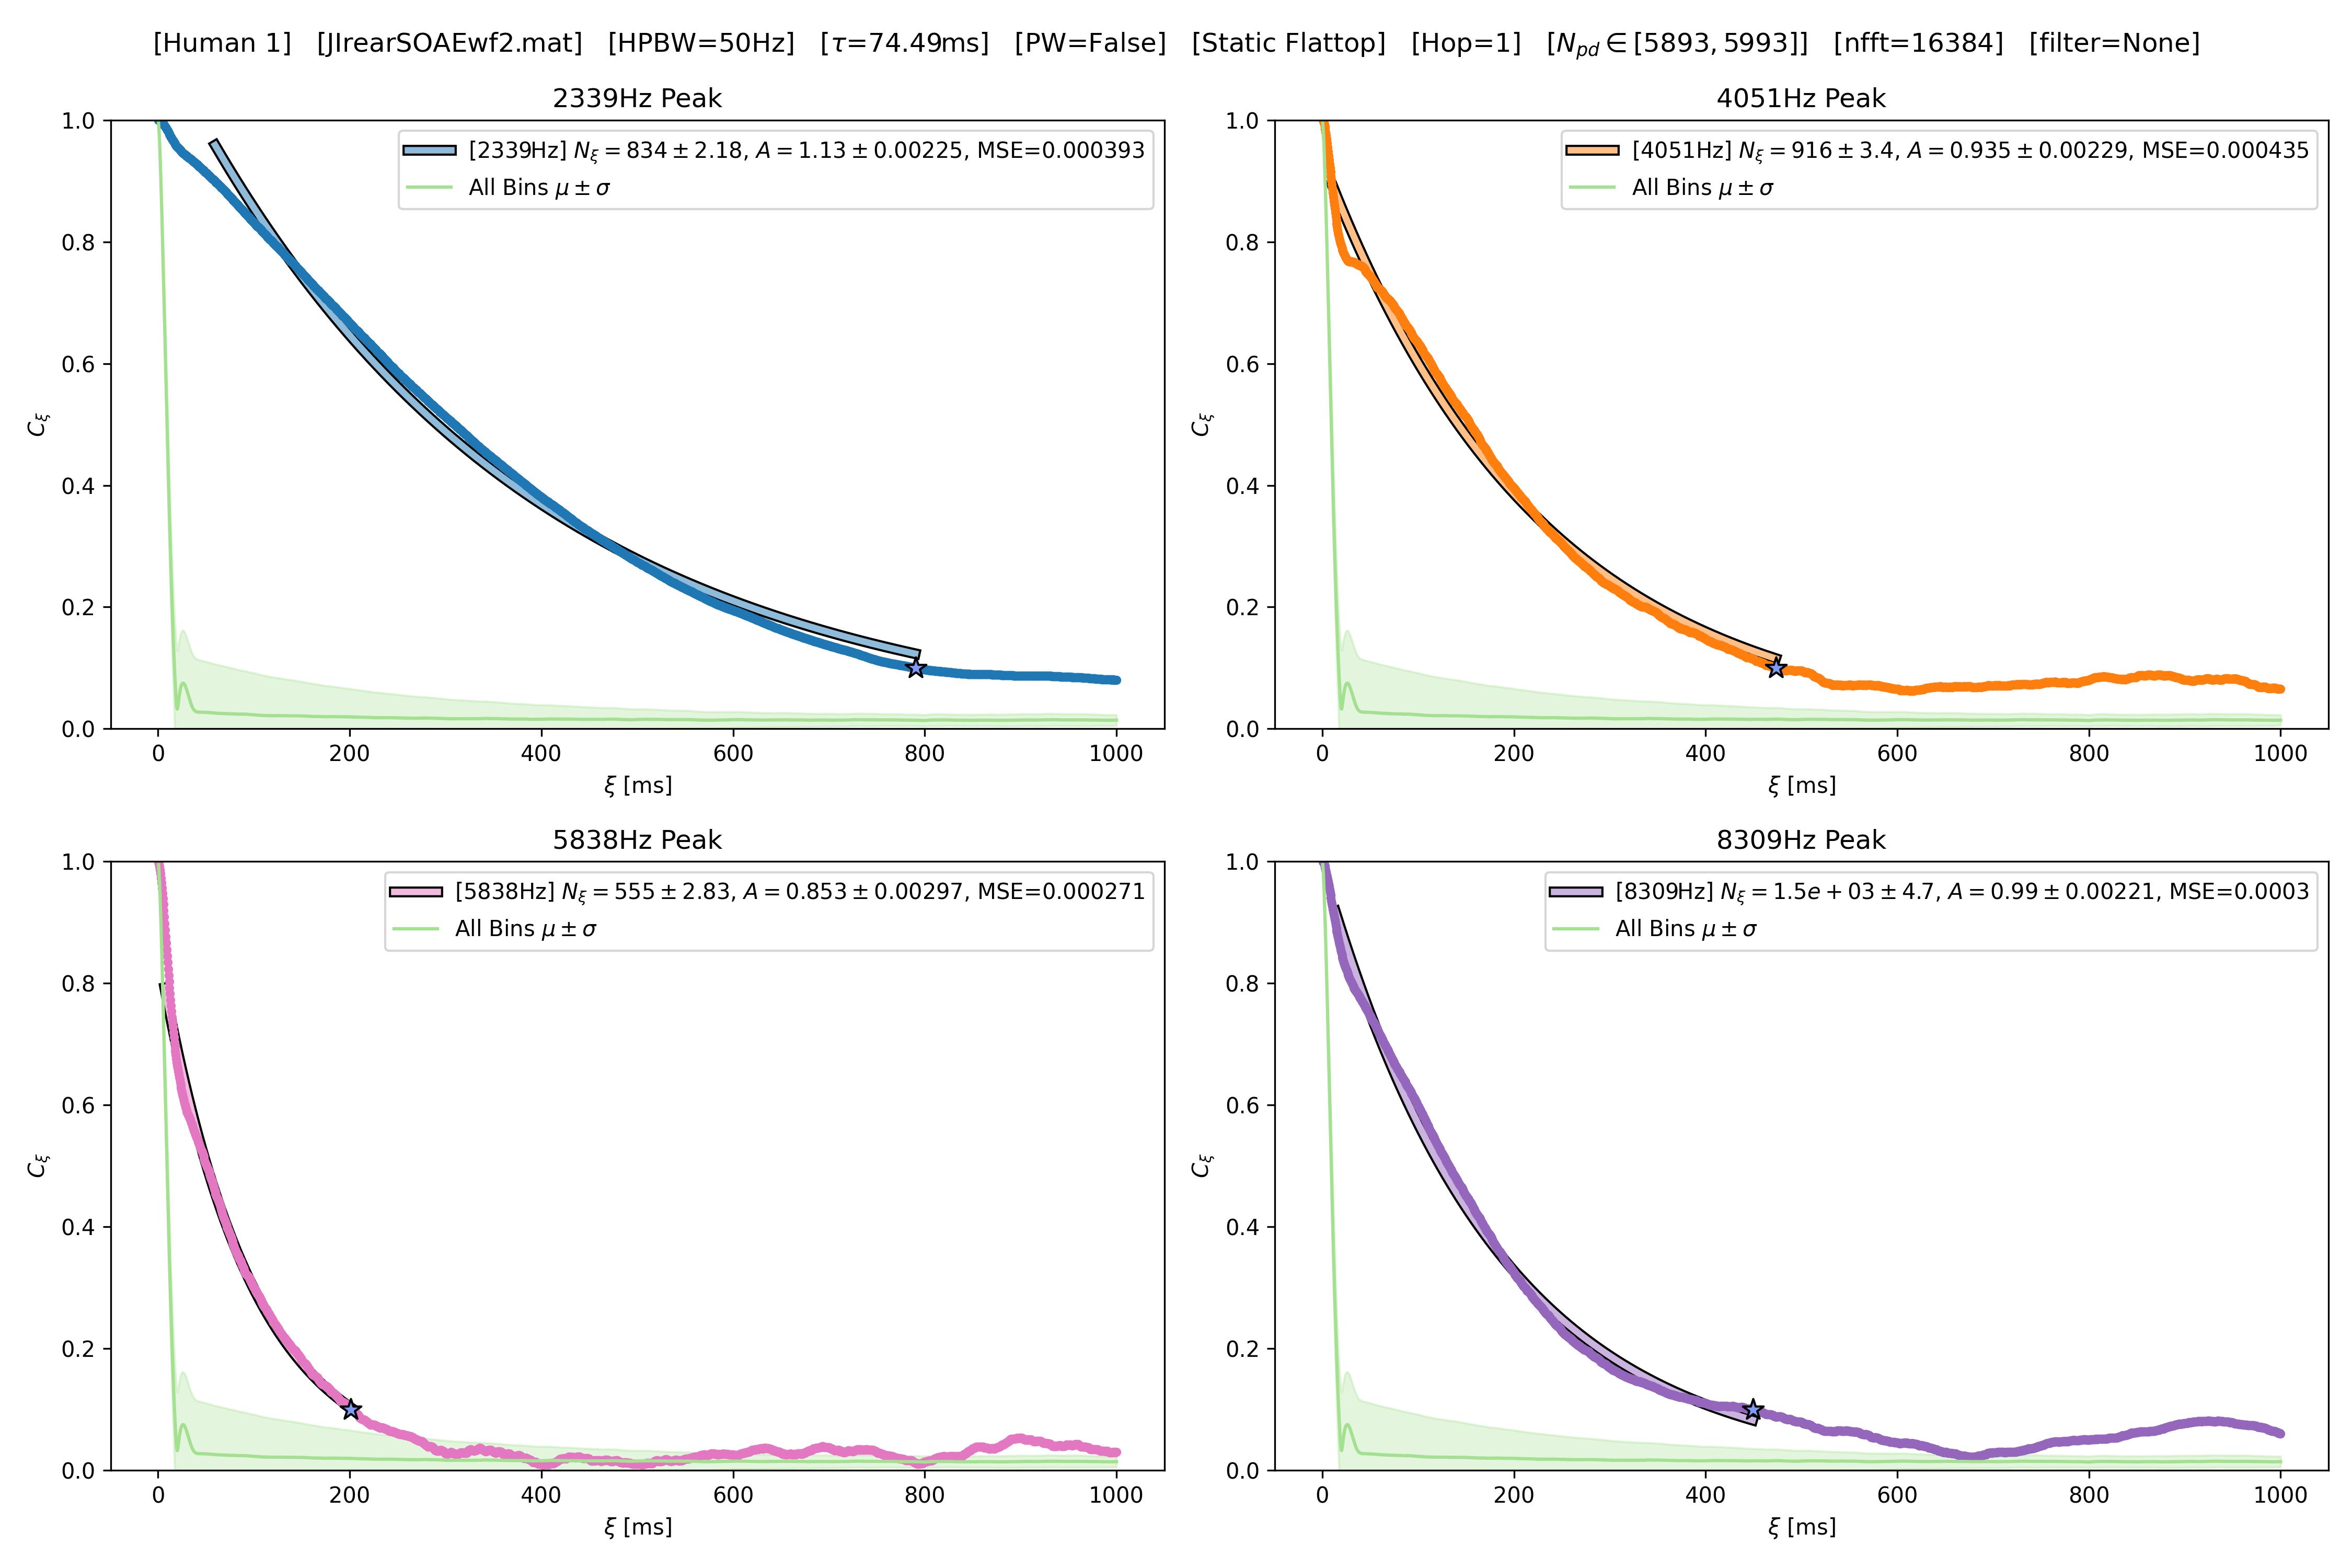 [Human 1] [JIrearSOAEwf2.mat] [HPBW=50Hz] [τ=74.49ms] [PW=False] [Static Flattop] [Hop=1] [N_pd ∈ [5893, 5993]] [nfft=16384] [filter=None]
2339Hz Peak
[2339Hz] N_ξ = 834 ± 2.18, A = 1.13 ± 0.00225, MSE=0.000393
All Bins μ ± σ
1.0
0.8
0.6
0.4
0.2
0.0
C_ξ
0 200 400 600 800 1000
ξ [ms]
4051Hz Peak
[4051Hz] N_ξ = 916 ± 3.4, A = 0.935 ± 0.00229, MSE=0.000435
All Bins μ ± σ
1.0
0.8
0.6
0.4
0.2
0.0
C_ξ
0 200 400 600 800 1000
ξ [ms]
5838Hz Peak
[5838Hz] N_ξ = 555 ± 2.83, A = 0.853 ± 0.00297, MSE=0.000271
All Bins μ ± σ
1.0
0.8
0.6
0.4
0.2
0.0
C_ξ
0 200 400 600 800 1000
ξ [ms]
8309Hz Peak
[8309Hz] N_ξ = 1.5e + 03 ± 4.7, A = 0.99 ± 0.00221, MSE=0.0003
All Bins μ ± σ
1.0
0.8
0.6
0.4
0.2
0.0
C_ξ
0 200 400 600 800 1000
ξ [ms]